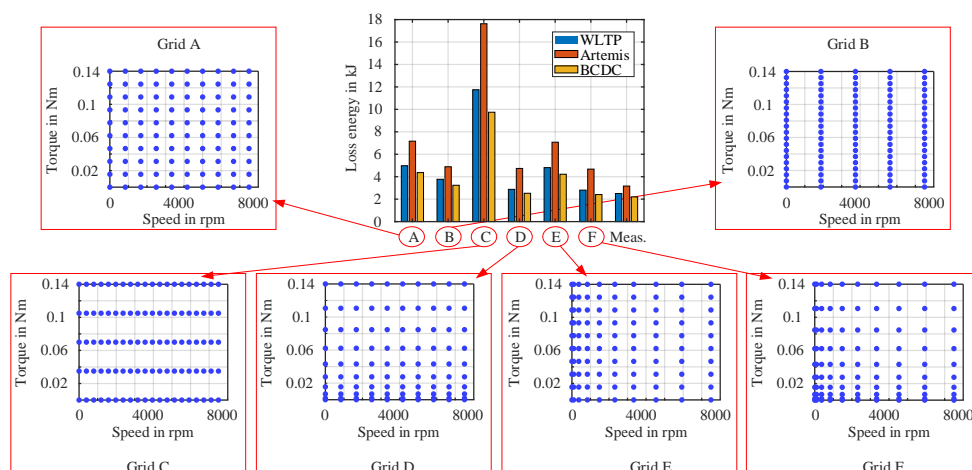 Grid A
0.14
0.1
0.06
0.02
Torque in Nm
0 4000 8000
Speed in rpm
18
16
14
12
10
8
6
4
2
0
Loss energy in kJ
WLTP
Artemis
BCDC
A B C D E F Meas.
Grid B
0.14
0.1
0.06
0.02
Torque in Nm
0 4000 8000
Speed in rpm
0.14
0.1
0.06
0.02
Torque in Nm
0 4000 8000
Speed in rpm
Grid C
0.14
0.1
0.06
0.02
Torque in Nm
0 4000 8000
Speed in rpm
Grid D
0.14
0.1
0.06
0.02
Torque in Nm
0 4000 8000
Speed in rpm
Grid E
0.14
0.1
0.06
0.02
Torque in Nm
0 4000 8000
Speed in rpm
Grid F